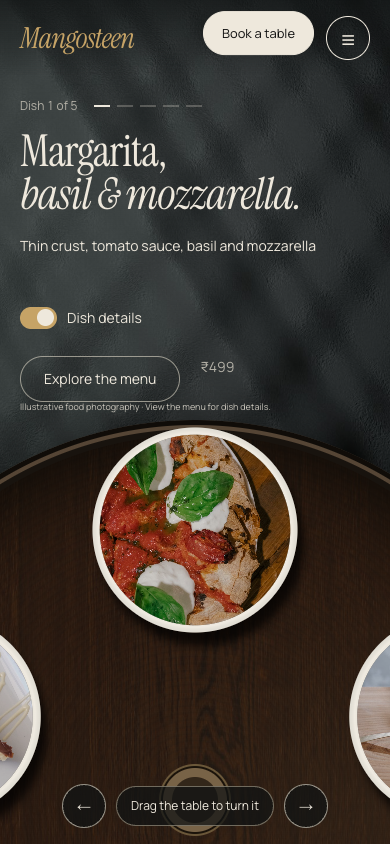 Mangosteen
Book a table
Dish 1 of 5
Margarita,
basil & mozzarella.
Thin crust, tomato sauce, basil and mozzarella
Dish details
Explore the menu
₹499
Illustrative food photography · View the menu for dish details.
← Drag the table to turn it →